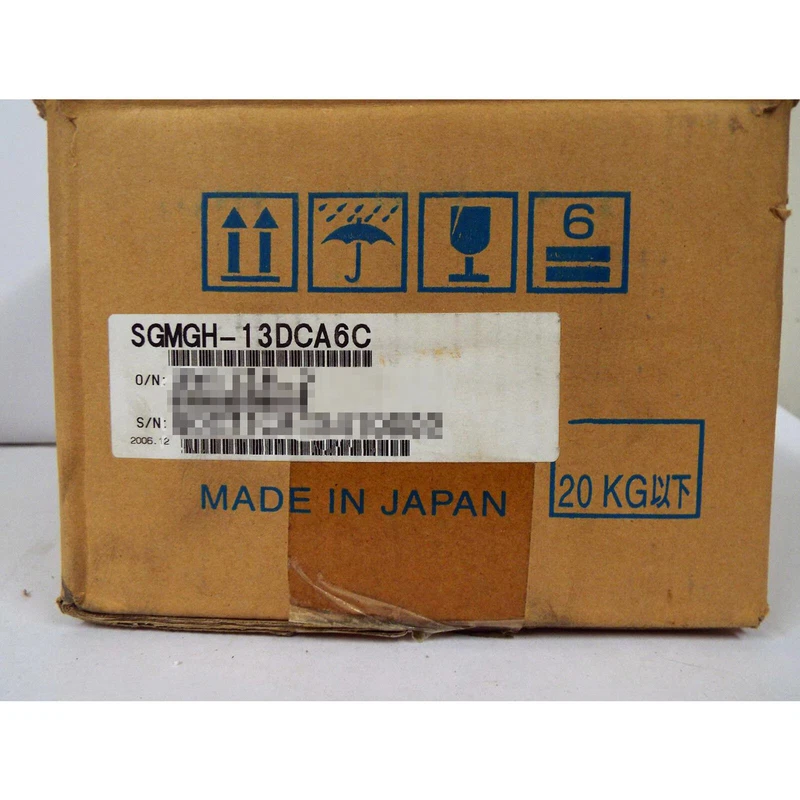 6
SGMGH-13DCA6C
O/N:
S/N:
2006.12
MADE IN JAPAN
20 KG以下